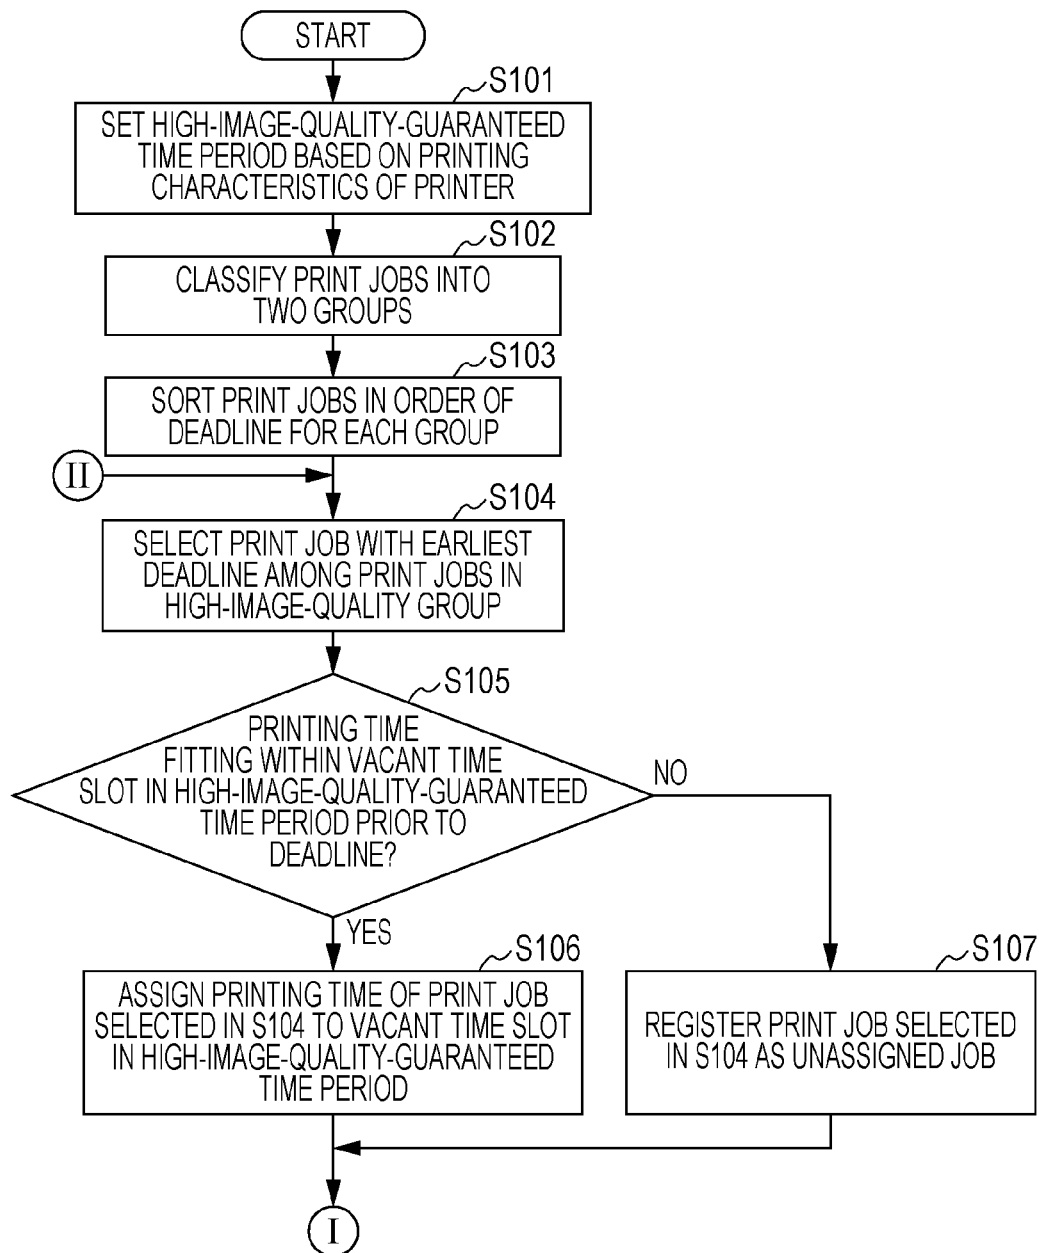 START
S101
SET HIGH-IMAGE-QUALITY-GUARANTEED
TIME PERIOD BASED ON PRINTING
CHARACTERISTICS OF PRINTER
S102
CLASSIFY PRINT JOBS INTO
TWO GROUPS
S103
SORT PRINT JOBS IN ORDER OF
DEADLINE FOR EACH GROUP
II
S104
SELECT PRINT JOB WITH EARLIEST
DEADLINE AMONG PRINT JOBS IN
HIGH-IMAGE-QUALITY GROUP
S105
PRINTING TIME
FITTING WITHIN VACANT TIME
SLOT IN HIGH-IMAGE-QUALITY-GUARANTEED
TIME PERIOD PRIOR TO
DEADLINE?
NO
YES
S106
ASSIGN PRINTING TIME OF PRINT JOB
SELECTED IN S104 TO VACANT TIME SLOT
IN HIGH-IMAGE-QUALITY-GUARANTEED
TIME PERIOD
S107
REGISTER PRINT JOB SELECTED
IN S104 AS UNASSIGNED JOB
I